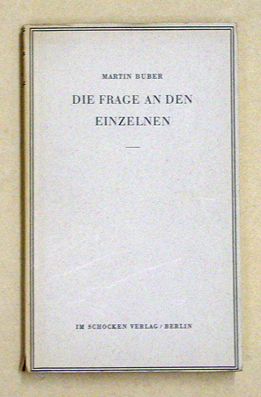 MARTIN BUBER
DIE FRAGE AN DEN
EINZELNEN
IM SCHOCKEN VERLAG / BERLIN